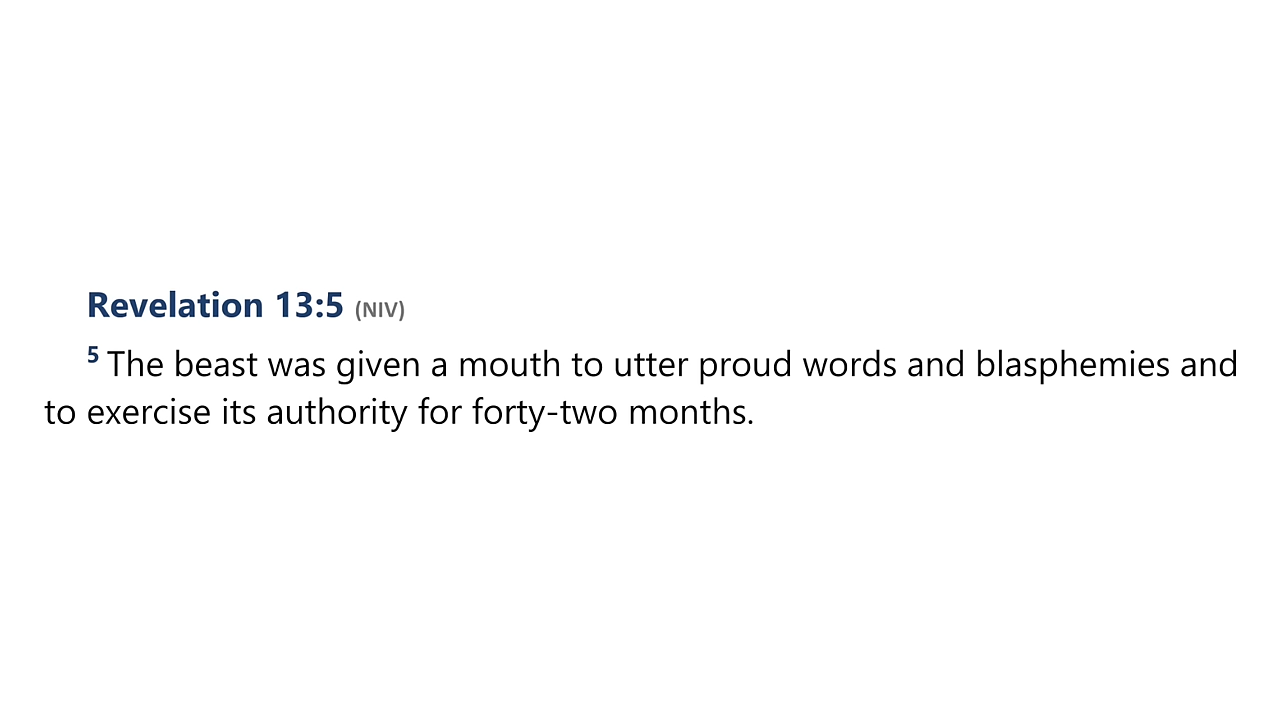 Revelation 13:5 (NIV)
5 The beast was given a mouth to utter proud words and blasphemies and
to exercise its authority for forty-two months.